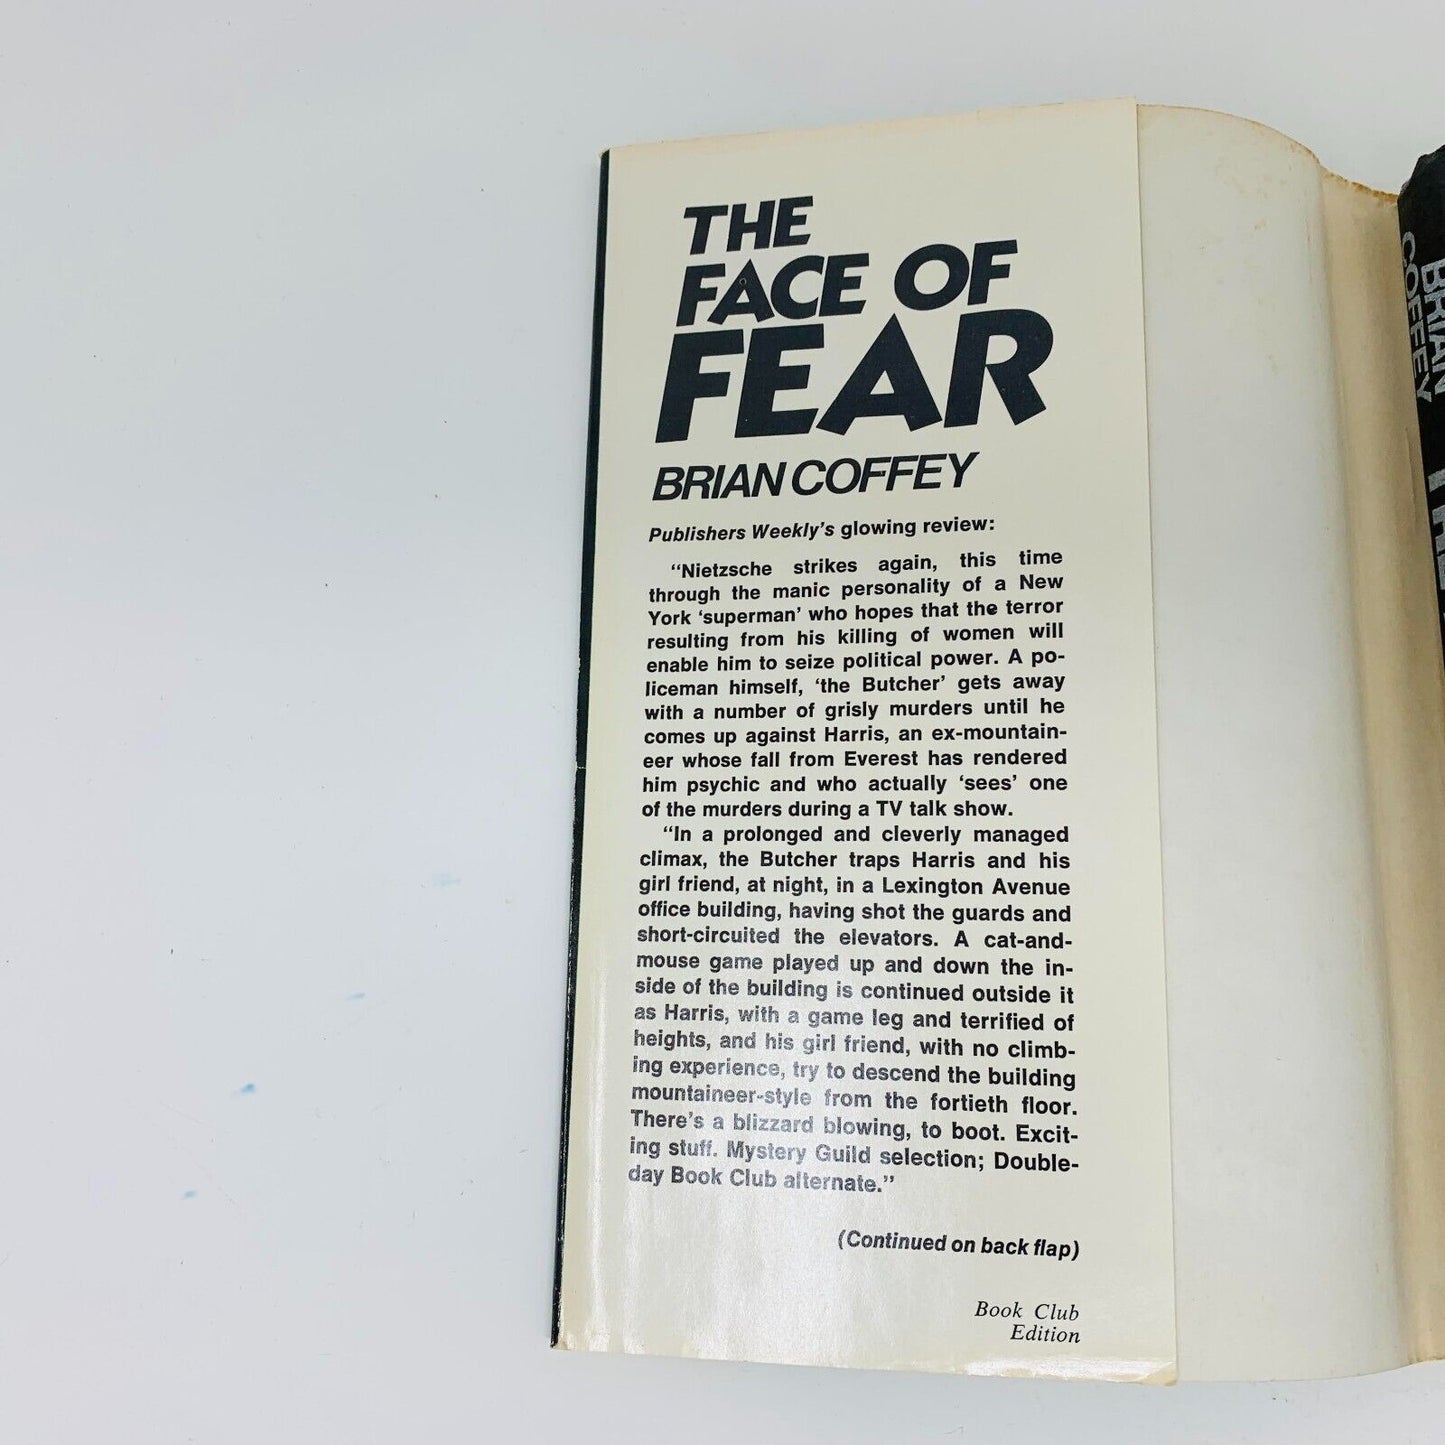 THE
FACE OF
FEAR
BRIAN COFFEY
Publishers Weekly's glowing review:
"Nietzsche strikes again, this time
through the manic personality of a New
York 'superman' who hopes that the terror
resulting from his killing of women will
enable him to seize political power. A po-
liceman himself, 'the Butcher' gets away
with a number of grisly murders until he
comes up against Harris, an ex-mountain-
eer whose fall from Everest has rendered
him psychic and who actually 'sees' one
of the murders during a TV talk show.
"In a prolonged and cleverly managed
climax, the Butcher traps Harris and his
girl friend, at night, in a Lexington Avenue
office building, having shot the guards and
short-circuited the elevators. A cat-and-
mouse game played up and down the in-
side of the building is continued outside it
as Harris, with a game leg and terrified of
heights, and his girl friend, with no climb-
ing experience, try to descend the building
mountaineer-style from the fortieth floor.
There's a blizzard blowing, to boot. Excit-
ing stuff. Mystery Guild selection; Double-
day Book Club alternate."
(Continued on back flap)
Book Club
Edition
BRIAN
COFFEY
THE